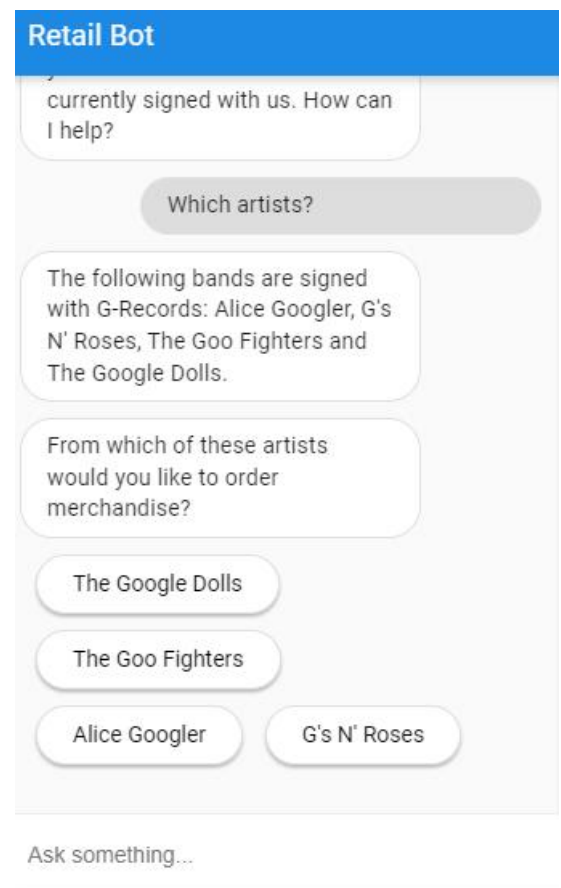 Retail Bot
currently signed with us. How can
I help?
Which artists?
The following bands are signed
with G-Records: Alice Googler, G's
N' Roses, The Goo Fighters and
The Google Dolls.
From which of these artists
would you like to order
merchandise?
The Google Dolls
The Goo Fighters
Alice Googler
G's N' Roses
Ask something...